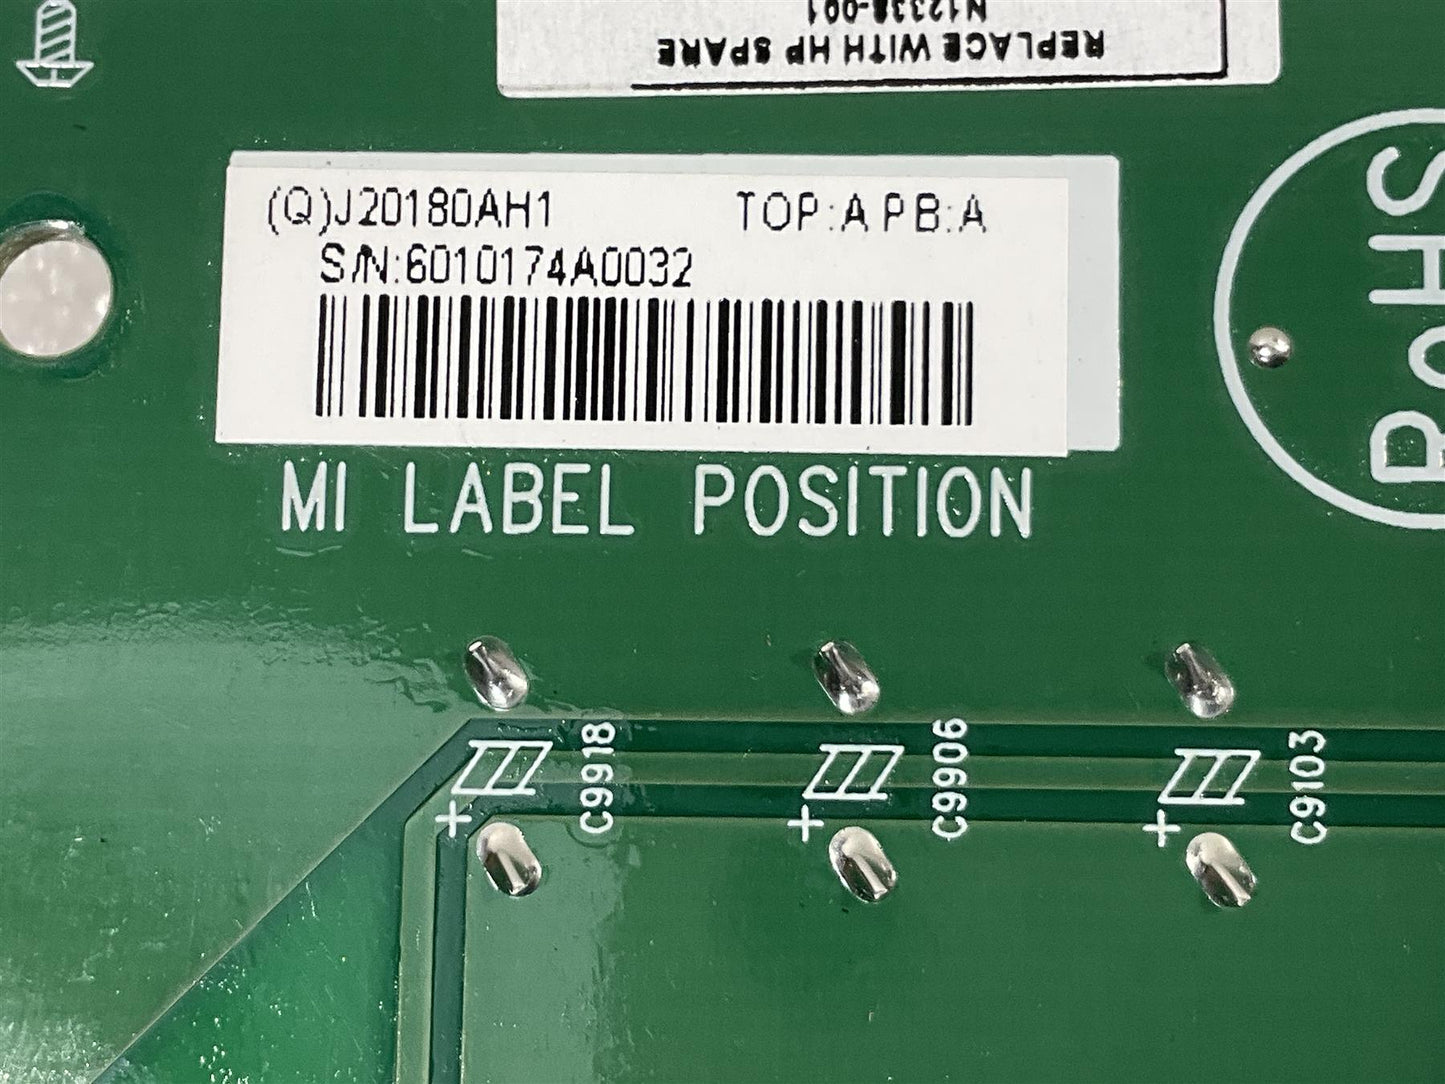 REPLACE WITH HP SPARE
N12338-001
(Q)J20180AH1 TOP:A PB:A
S/N:6010174A0032
MI LABEL POSITION
RoHS
C9918
C9906
C9103
+
+
+